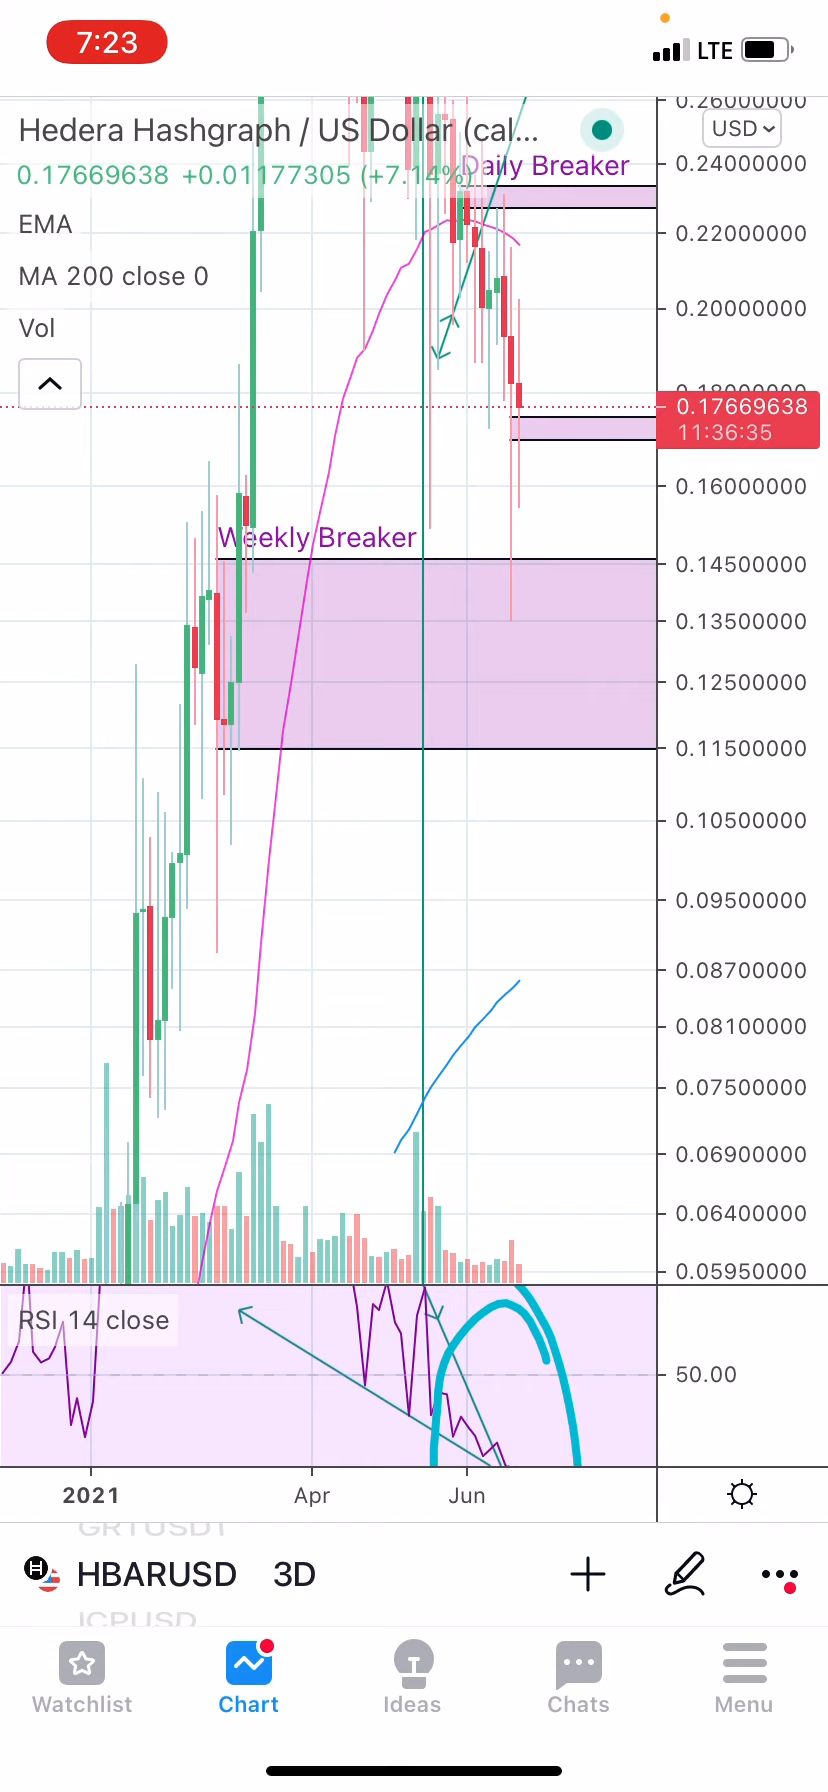 7:23
LTE
0.26000000
Hedera Hashgraph / US Dollar (cal...
USD
0.24000000
Daily Breaker
0.17669638 +0.01177305 (+7.14%)
EMA
0.22000000
MA 200 close 0
0.20000000
Vol
0.18000000
0.17669638
11:36:35
0.16000000
Weekly Breaker
0.14500000
0.13500000
0.12500000
0.11500000
0.10500000
0.09500000
0.08700000
0.08100000
0.07500000
0.06900000
0.06400000
0.05950000
RSI 14 close
50.00
2021 Apr Jun
GRTUSDT
HBARUSD 3D
ICPUSD
Watchlist Chart Ideas Chats Menu